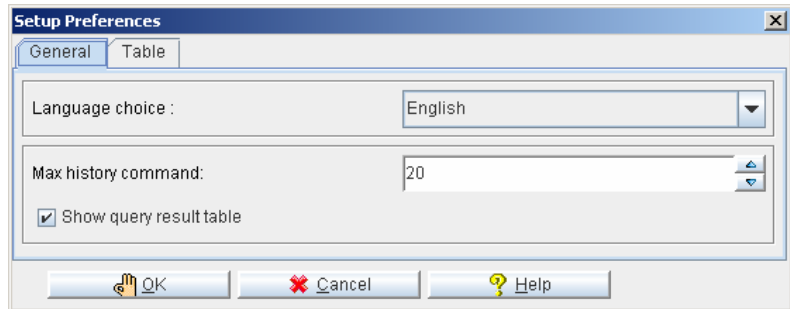 Setup Preferences
General Table
Language choice : English
Max history command: 20
Show query result table
OK Cancel Help